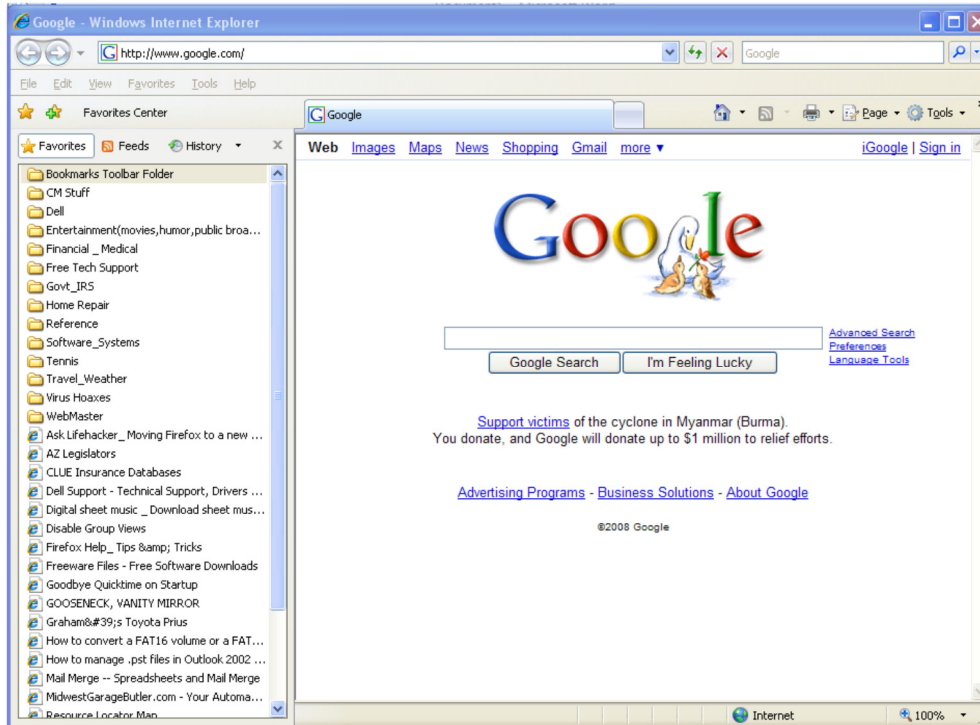 Google - Windows Internet Explorer
http://www.google.com/
Google
File Edit View Favorites Tools Help
Favorites Center
Google
Page Tools
Favorites Feeds History X
Bookmarks Toolbar Folder
CM Stuff
Dell
Entertainment(movies,humor,public broa...
Financial _ Medical
Free Tech Support
Govt_IRS
Home Repair
Reference
Software_Systems
Tennis
Travel_Weather
Virus Hoaxes
WebMaster
Ask Lifehacker_ Moving Firefox to a new ...
AZ Legislators
CLUE Insurance Databases
Dell Support - Technical Support, Drivers ...
Digital sheet music _ Download sheet mus...
Disable Group Views
Firefox Help_ Tips &amp; Tricks
Freeware Files - Free Software Downloads
Goodbye Quicktime on Startup
GOOSENECK, VANITY MIRROR
Graham&#39;s Toyota Prius
How to convert a FAT16 volume or a FAT...
How to manage .pst files in Outlook 2002 ...
Mail Merge -- Spreadsheets and Mail Merge
MidwestGarageButler.com - Your Automa...
Resource Locator Map
Web Images Maps News Shopping Gmail more ▼
iGoogle | Sign in
Google
Advanced Search
Preferences
Language Tools
Google Search I'm Feeling Lucky
Support victims of the cyclone in Myanmar (Burma).
You donate, and Google will donate up to $1 million to relief efforts.
Advertising Programs - Business Solutions - About Google
©2008 Google
Internet 100%